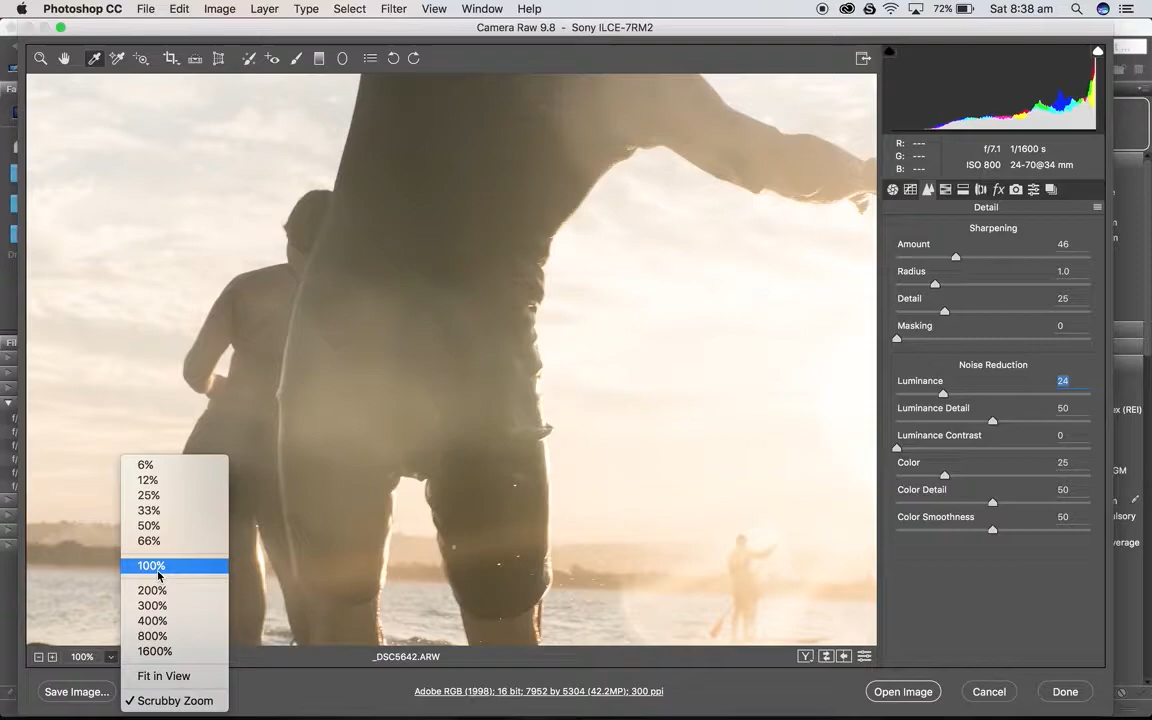 Photoshop CC File Edit Image Layer Type Select Filter View Window Help 72% Sat 8:38 am
Camera Raw 9.8 - Sony ILCE-7RM2
R: ---
G: ---
B: ---
f/7.1 1/1600 s
ISO 800 24-70@34 mm
fx
Detail
Sharpening
Amount 46
Radius 1.0
Detail 25
Masking 0
Noise Reduction
Luminance 24
Luminance Detail 50
Luminance Contrast 0
Color 25
Color Detail 50
Color Smoothness 50
6%
12%
25%
33%
50%
66%
100%
200%
300%
400%
800%
1600%
Fit in View
✓ Scrubby Zoom
100%
_DSC5642.ARW
Y
Save Image...
Adobe RGB (1998); 16 bit; 7952 by 5304 (42.2MP); 300 ppi
Open Image Cancel Done